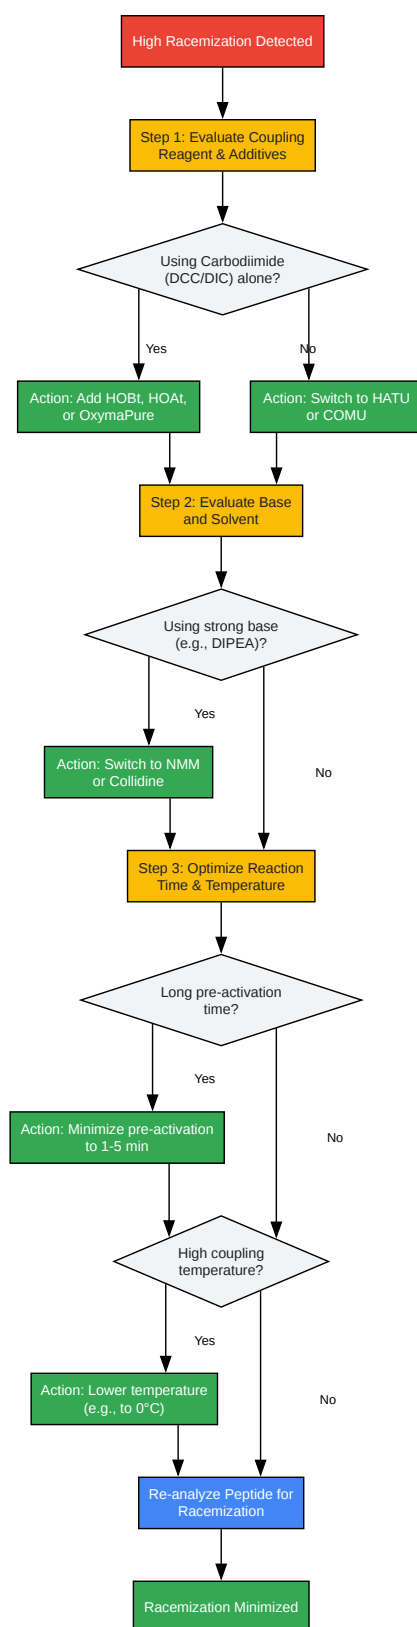 High Racemization Detected
Step 1: Evaluate Coupling
Reagent & Additives
Using Carbodiimide
(DCC/DIC) alone?
Yes
No
Action: Add HOBt, HOAt,
or OxymaPure
Action: Switch to HATU
or COMU
Step 2: Evaluate Base
and Solvent
Using strong base
(e.g., DIPEA)?
Yes
Action: Switch to NMM
or Collidine
No
Step 3: Optimize Reaction
Time & Temperature
Long pre-activation
time?
Yes
Action: Minimize pre-activation
to 1-5 min
No
High coupling
temperature?
Yes
Action: Lower temperature
(e.g., to 0°C)
No
Re-analyze Peptide for
Racemization
Racemization Minimized